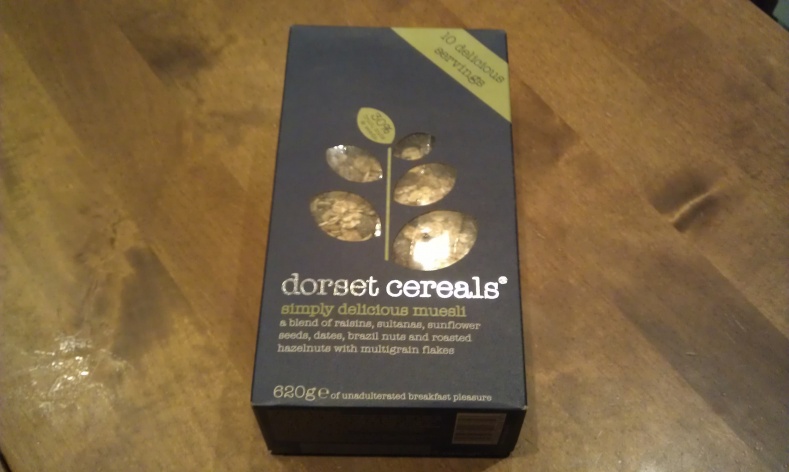 10 delicious
servings
30%
dorset cereals®
simply delicious muesli
a blend of raisins, sultanas, sunflower
seeds, dates, brazil nuts and roasted
hazelnuts with multigrain flakes
620g℮ of unadulterated breakfast pleasure